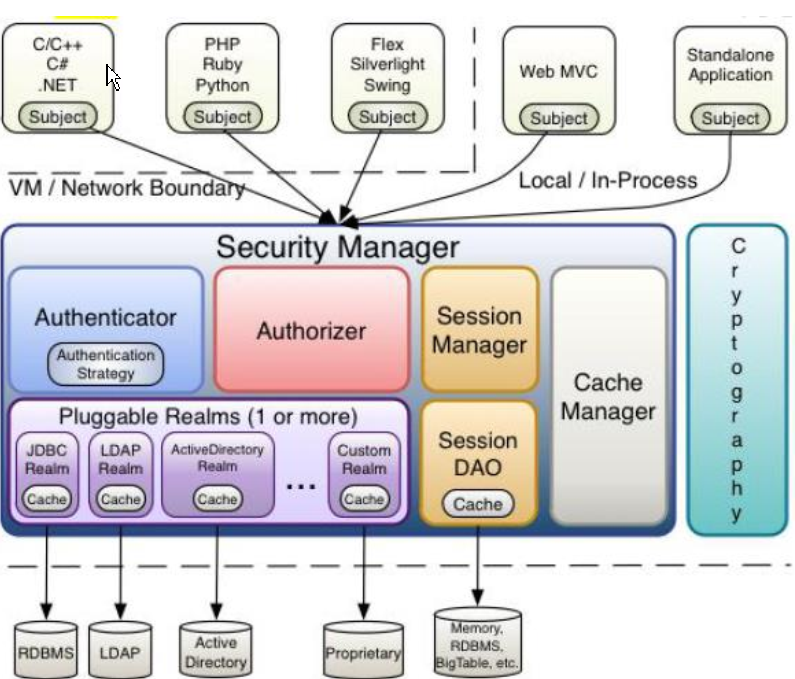 C/C++
C#
.NET
Subject
PHP
Ruby
Python
Subject
Flex
Silverlight
Swing
Subject
Web MVC
Subject
Standalone
Application
Subject
VM / Network Boundary
Local / In-Process
Security Manager
Authenticator
Authentication
Strategy
Authorizer
Session
Manager
Cache
Manager
Pluggable Realms (1 or more)
JDBC
Realm
Cache
LDAP
Realm
Cache
ActiveDirectory
Realm
Cache
...
Custom
Realm
Cache
Session
DAO
Cache
C
r
y
p
t
o
g
r
a
p
h
y
RDBMS
LDAP
Active
Directory
Proprietary
Memory,
RDBMS,
BigTable, etc.